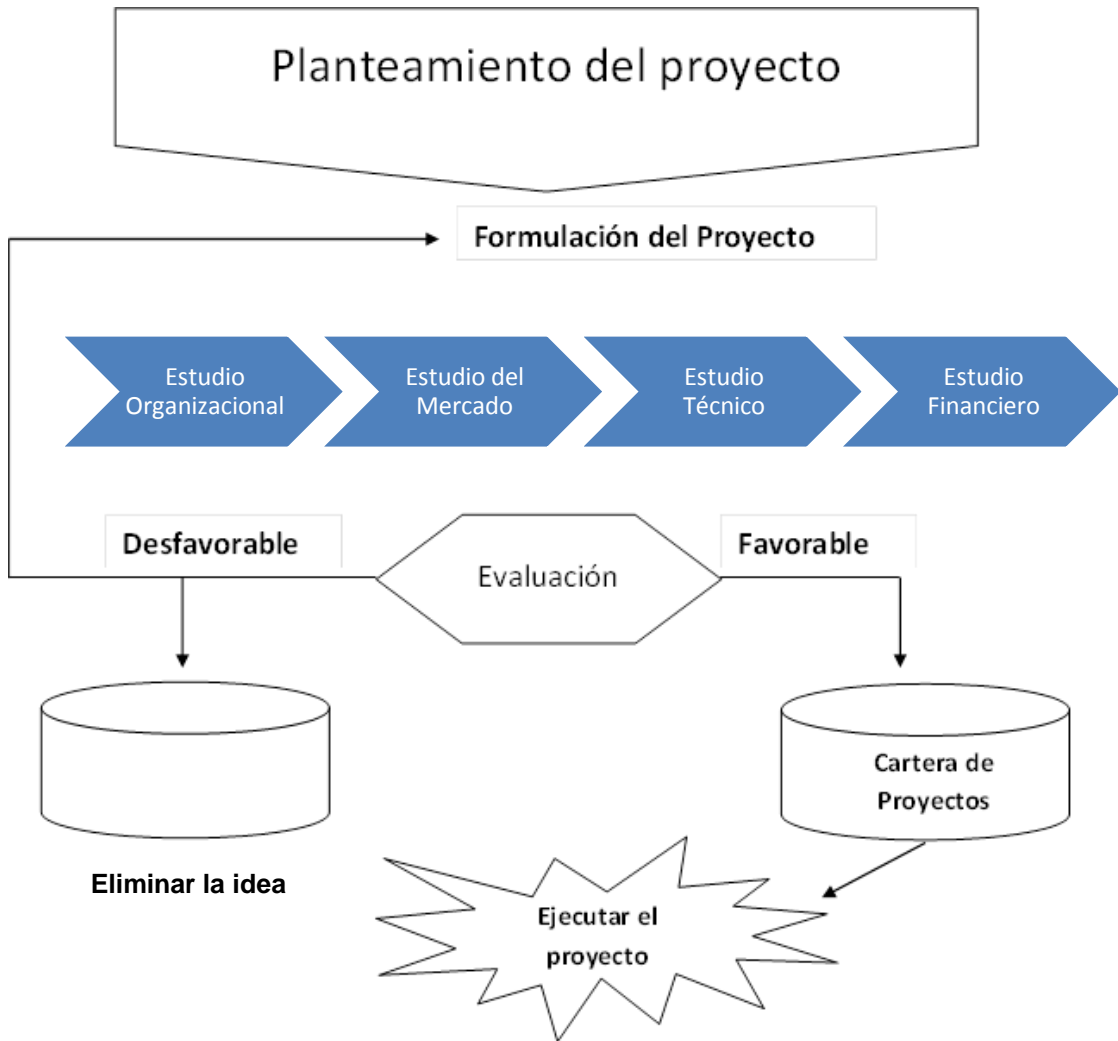 Planteamiento del proyecto
Formulación del Proyecto
Estudio
Organizacional
Estudio del
Mercado
Estudio
Técnico
Estudio
Financiero
Desfavorable
Evaluación
Favorable
Cartera de
Proyectos
Eliminar la idea
Ejecutar el
proyecto